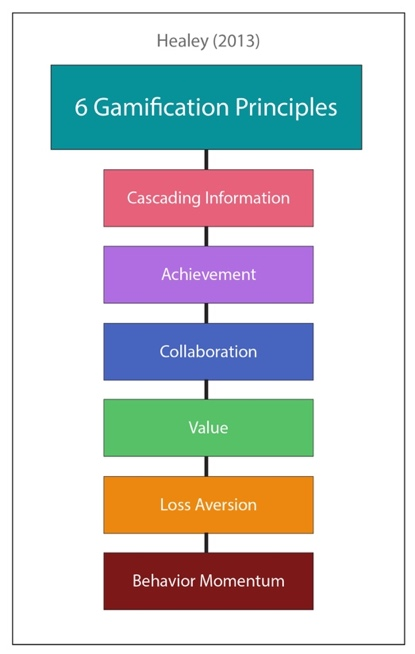 Healey (2013)
6 Gamification Principles
Cascading Information
Achievement
Collaboration
Value
Loss Aversion
Behavior Momentum